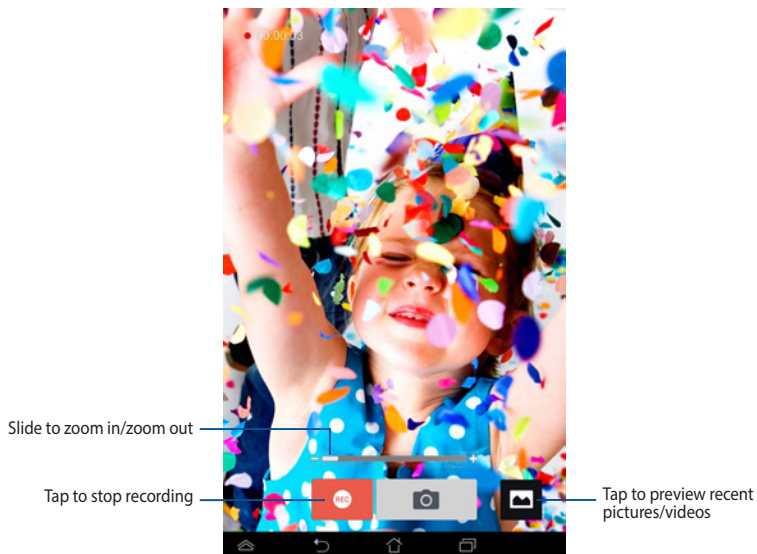 00:00:03
Slide to zoom in/zoom out
- +
Tap to stop recording
REC
Tap to preview recent
pictures/videos